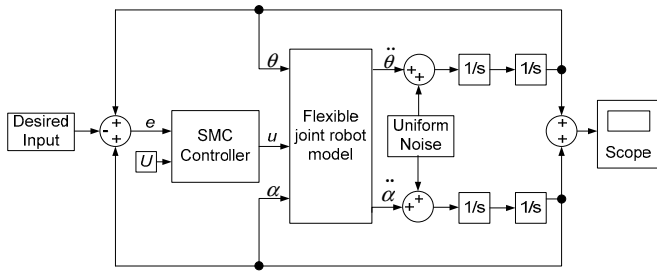 θ
θ̈
+
+
1/s
1/s
Desired
Input
-
+
+
e
U
SMC
Controller
u
Flexible
joint robot
model
Uniform
Noise
+
+
Scope
α
α̈
+
+
1/s
1/s